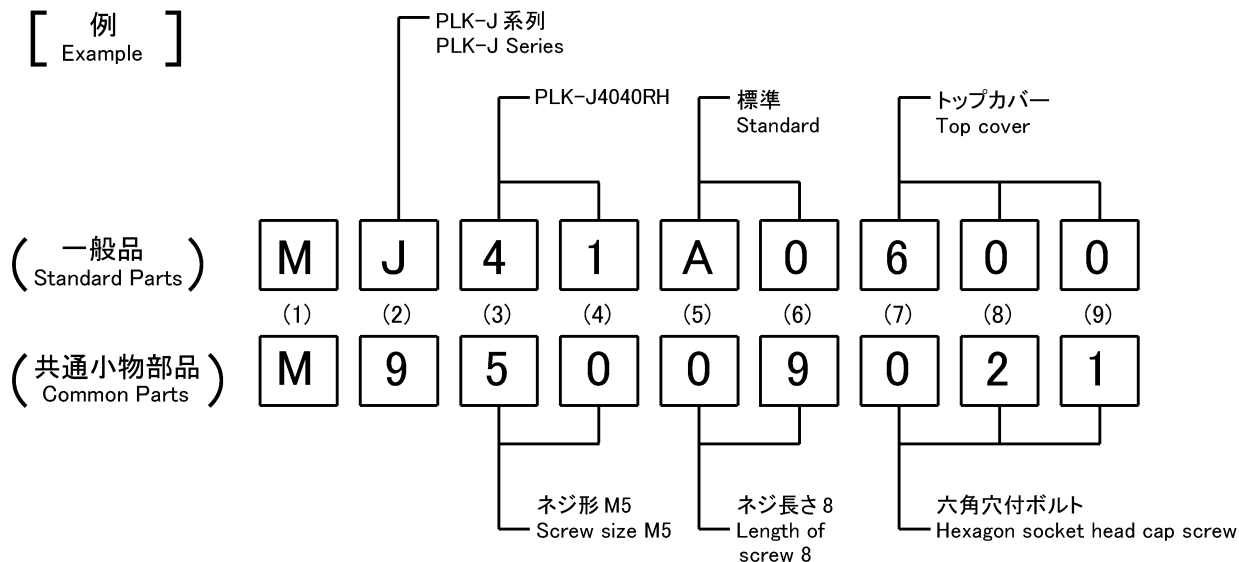 例
Example
PLK-J 系列
PLK-J Series
PLK-J4040RH
標準
Standard
トップカバー
Top cover
一般品
Standard Parts
M J 4 1 A 0 6 0 0
(1) (2) (3) (4) (5) (6) (7) (8) (9)
共通小物部品
Common Parts
M 9 5 0 0 9 0 2 1
ネジ形 M5
Screw size M5
ネジ長さ 8
Length of
screw 8
六角穴付ボルト
Hexagon socket head cap screw